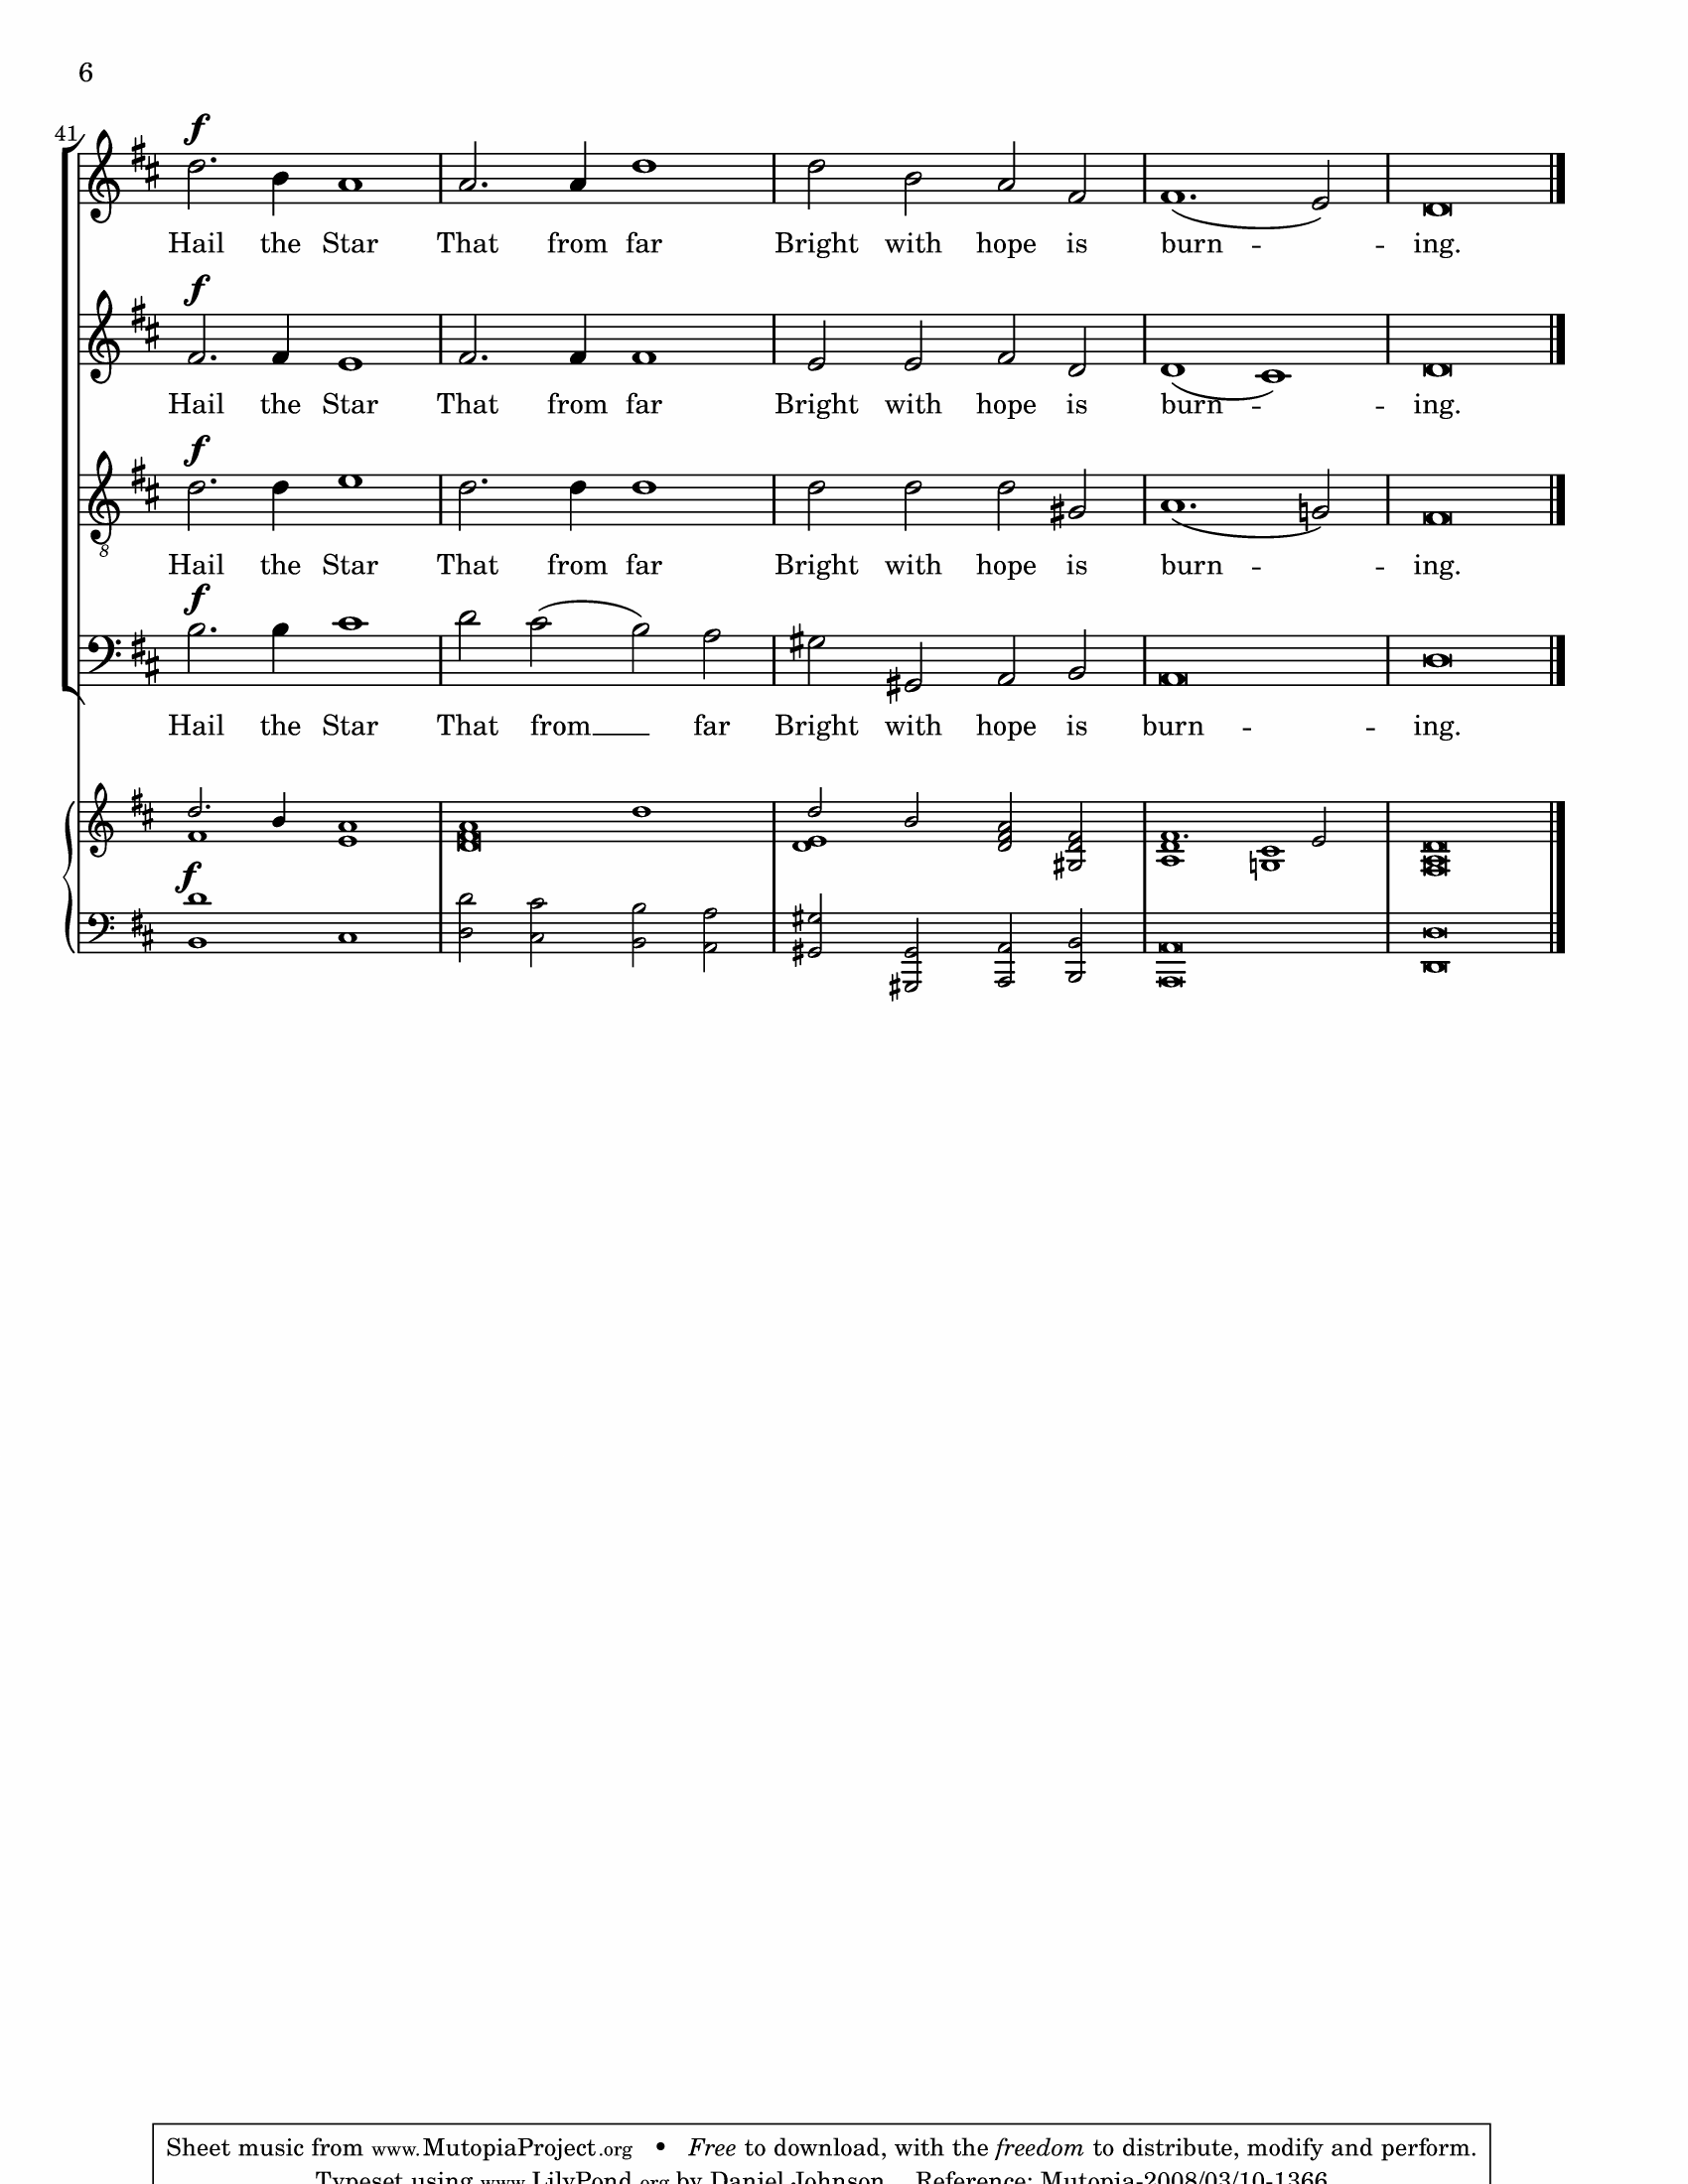 6
41
f
Hail the Star That from far Bright with hope is burn -- ing.
f
Hail the Star That from far Bright with hope is burn -- ing.
f
8
Hail the Star That from far Bright with hope is burn -- ing.
f
Hail the Star That from __ far Bright with hope is burn -- ing.
f
Sheet music from www.MutopiaProject.org • Free to download, with the freedom to distribute, modify and perform.
Typeset using www.LilyPond.org by Daniel Johnson. Reference: Mutopia-2008/03/10-1366